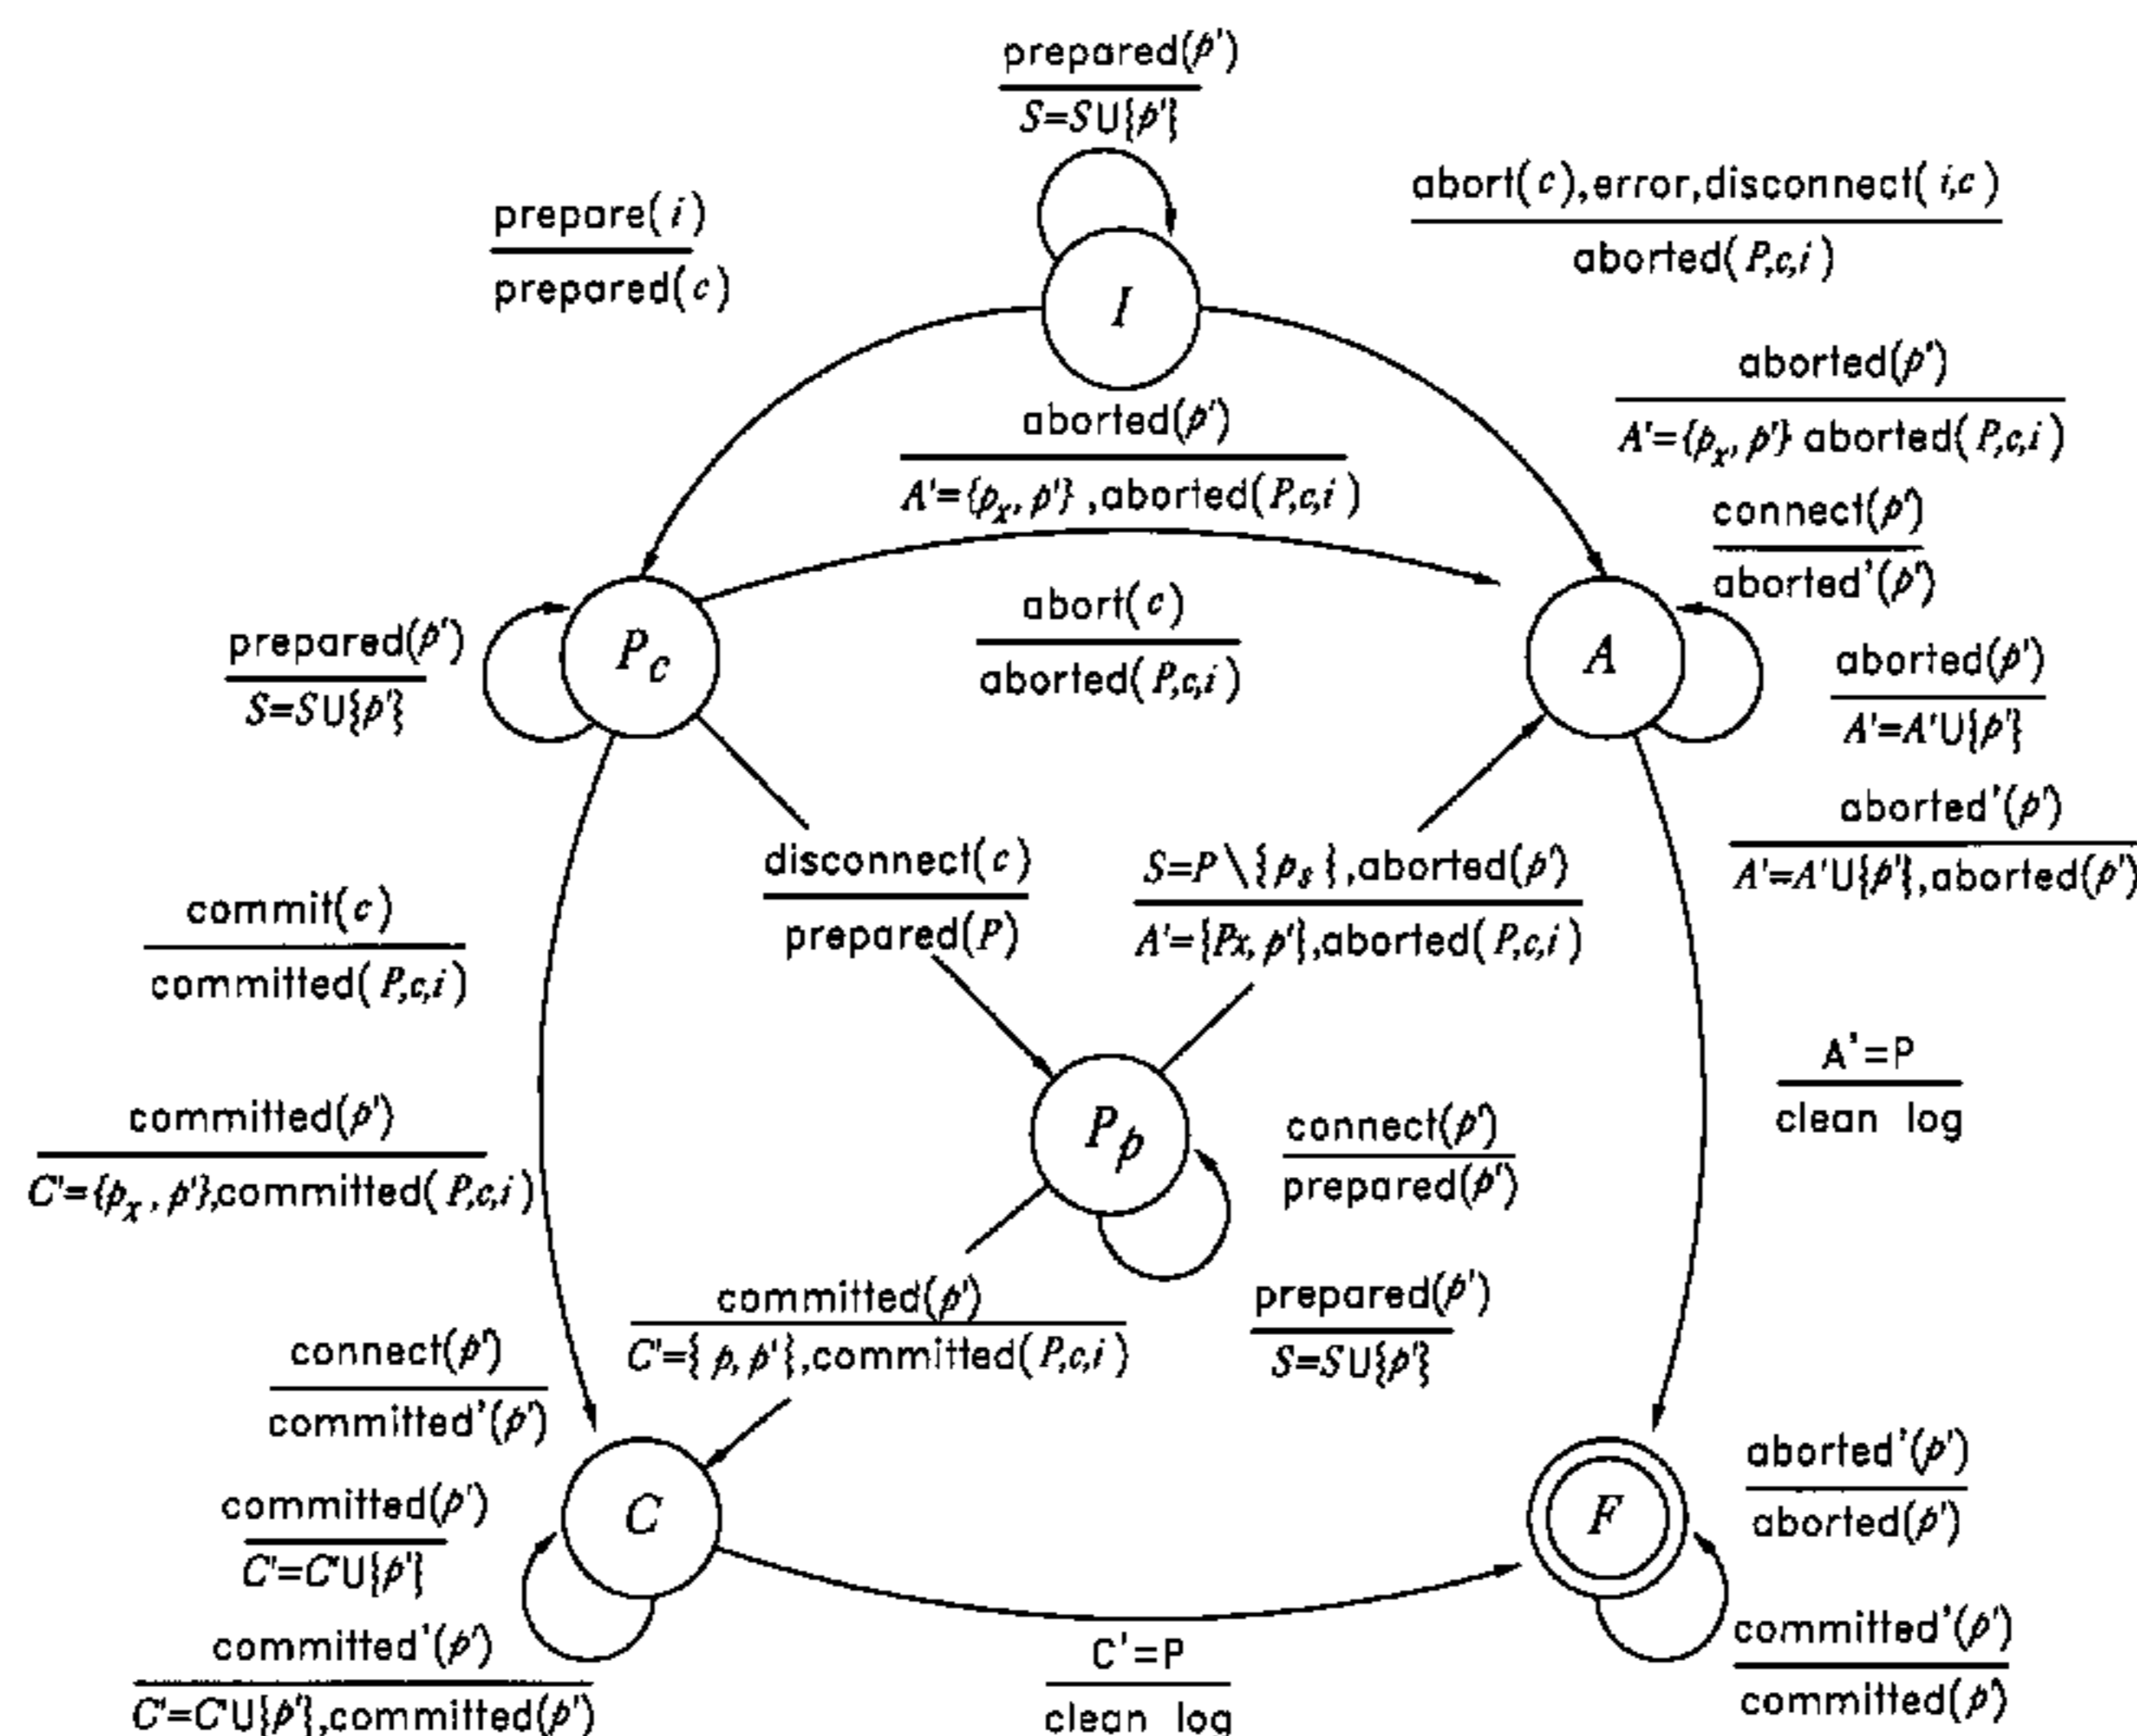 prepared(p')
S=S∪{p'}
prepare(i)
prepared(c)
abort(c),error,disconnect(i,c)
aborted(P,c,i)
I
aborted(p')
A'={p_x, p'} aborted(P,c,i)
aborted(p')
A'={p_x, p'},aborted(P,c,i)
connect(p')
aborted'(p')
prepared(p')
S=S∪{p'}
P_c
abort(c)
aborted(P,c,i)
A
aborted(p')
A'=A'∪{p'}
aborted'(p')
A'=A'∪{p'},aborted(p')
disconnect(c)
prepared(P)
S=P\{p_s},aborted(p')
A'={Px, p'},aborted(P,c,i)
commit(c)
committed(P,c,i)
A'=P
clean log
committed(p')
C'={p_x, p'},committed(P,c,i)
P_p
connect(p')
prepared(p')
committed(p')
C'={p, p'},committed(P,c,i)
prepared(p')
S=S∪{p'}
connect(p')
committed'(p')
committed(p')
C'=C'∪{p'}
C
F
aborted'(p')
aborted(p')
committed'(p')
C'=C'∪{p'},committed(p')
C'=P
clean log
committed'(p')
committed(p')